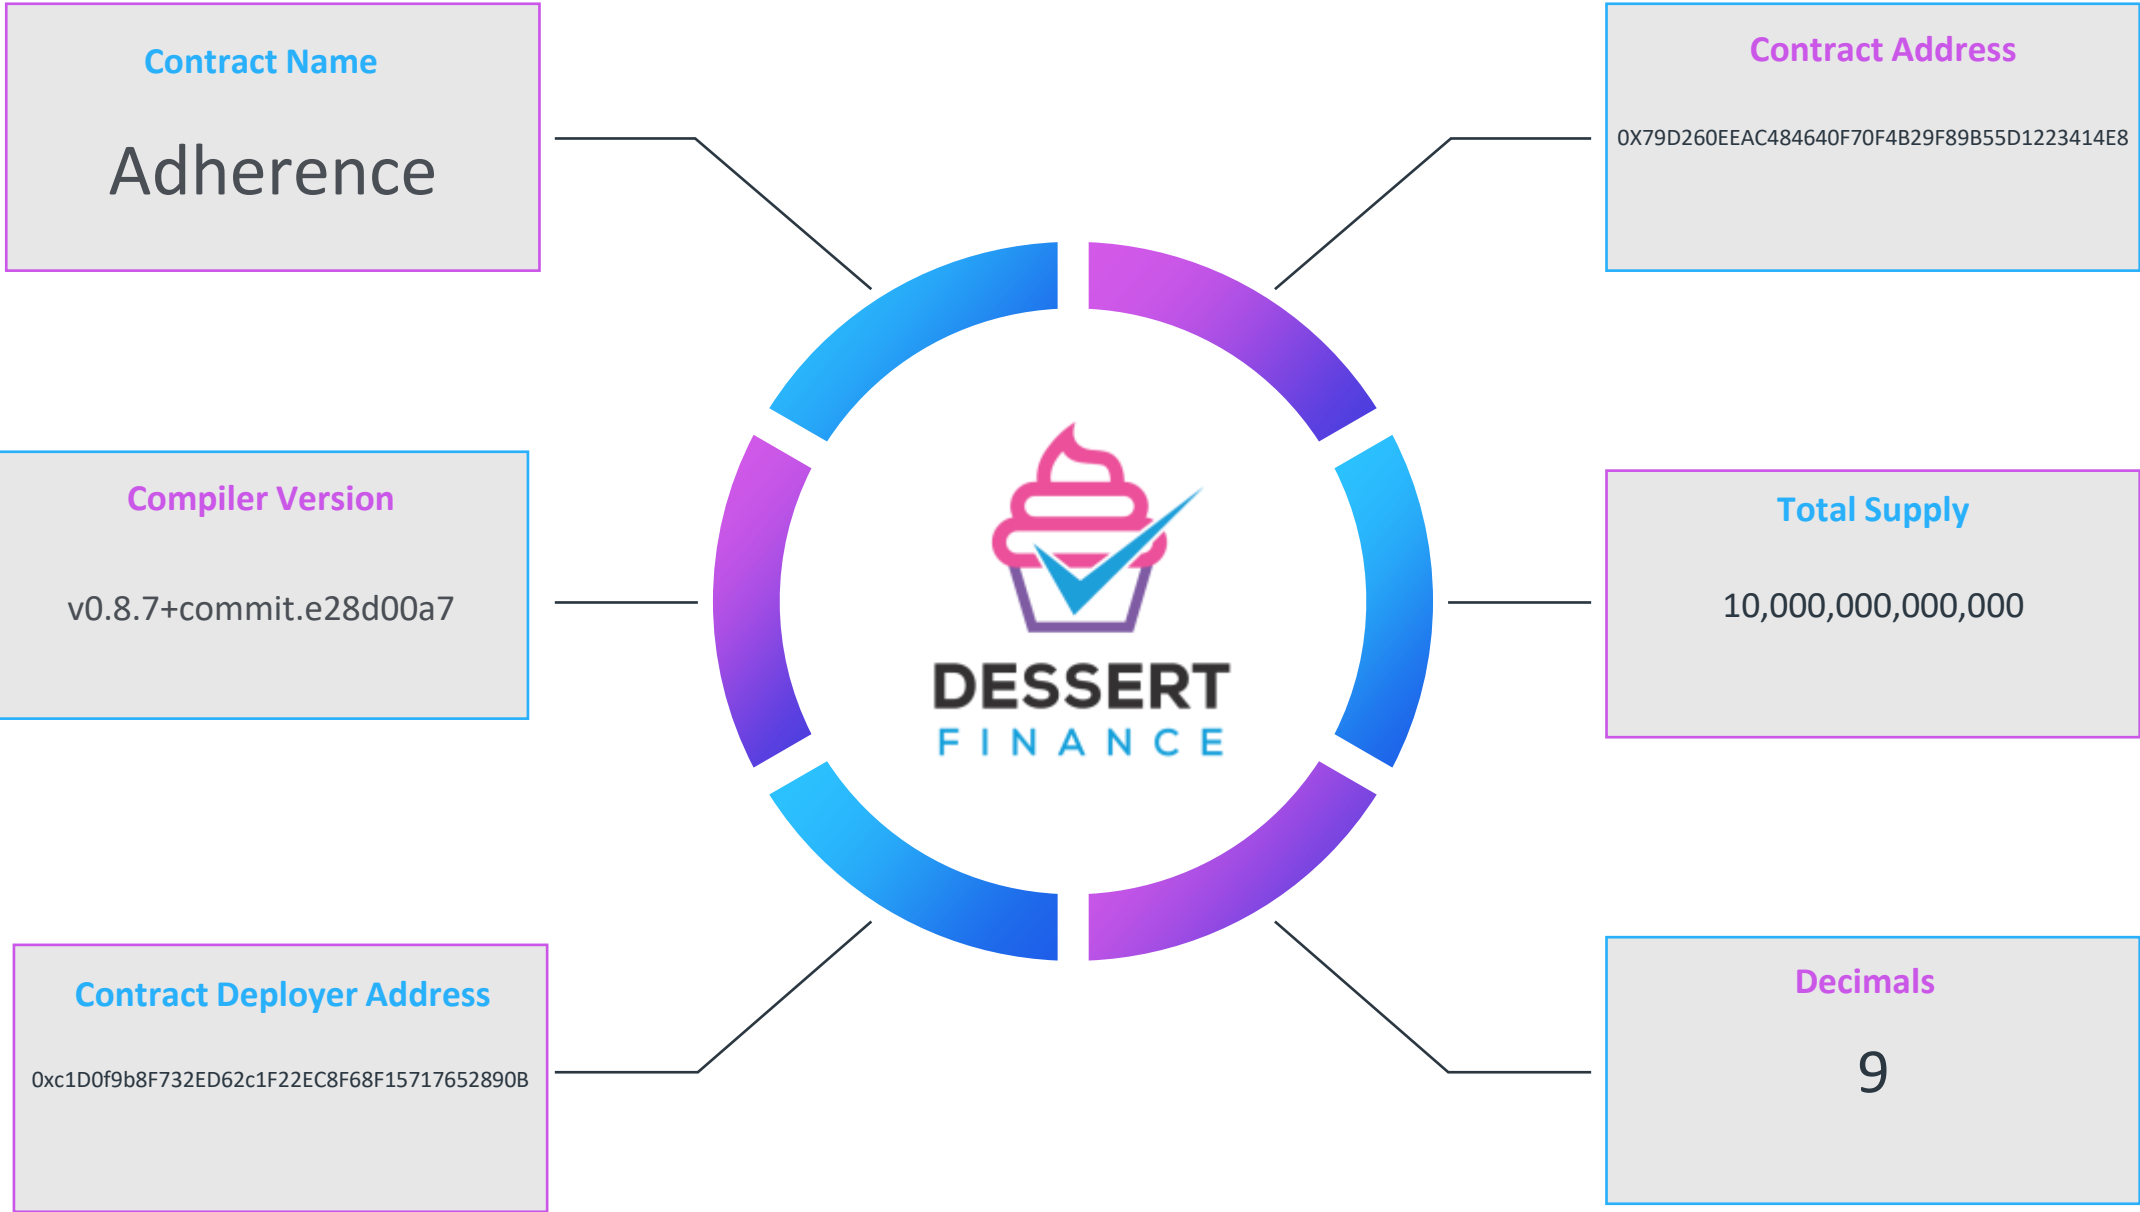 Contract Name
Adherence
Contract Address
0X79D260EEAC484640F70F4B29F89B55D1223414E8
Compiler Version
v0.8.7+commit.e28d00a7
Total Supply
10,000,000,000,000
DESSERT
FINANCE
Contract Deployer Address
0xc1D0f9b8F732ED62c1F22EC8F68F15717652890B
Decimals
9